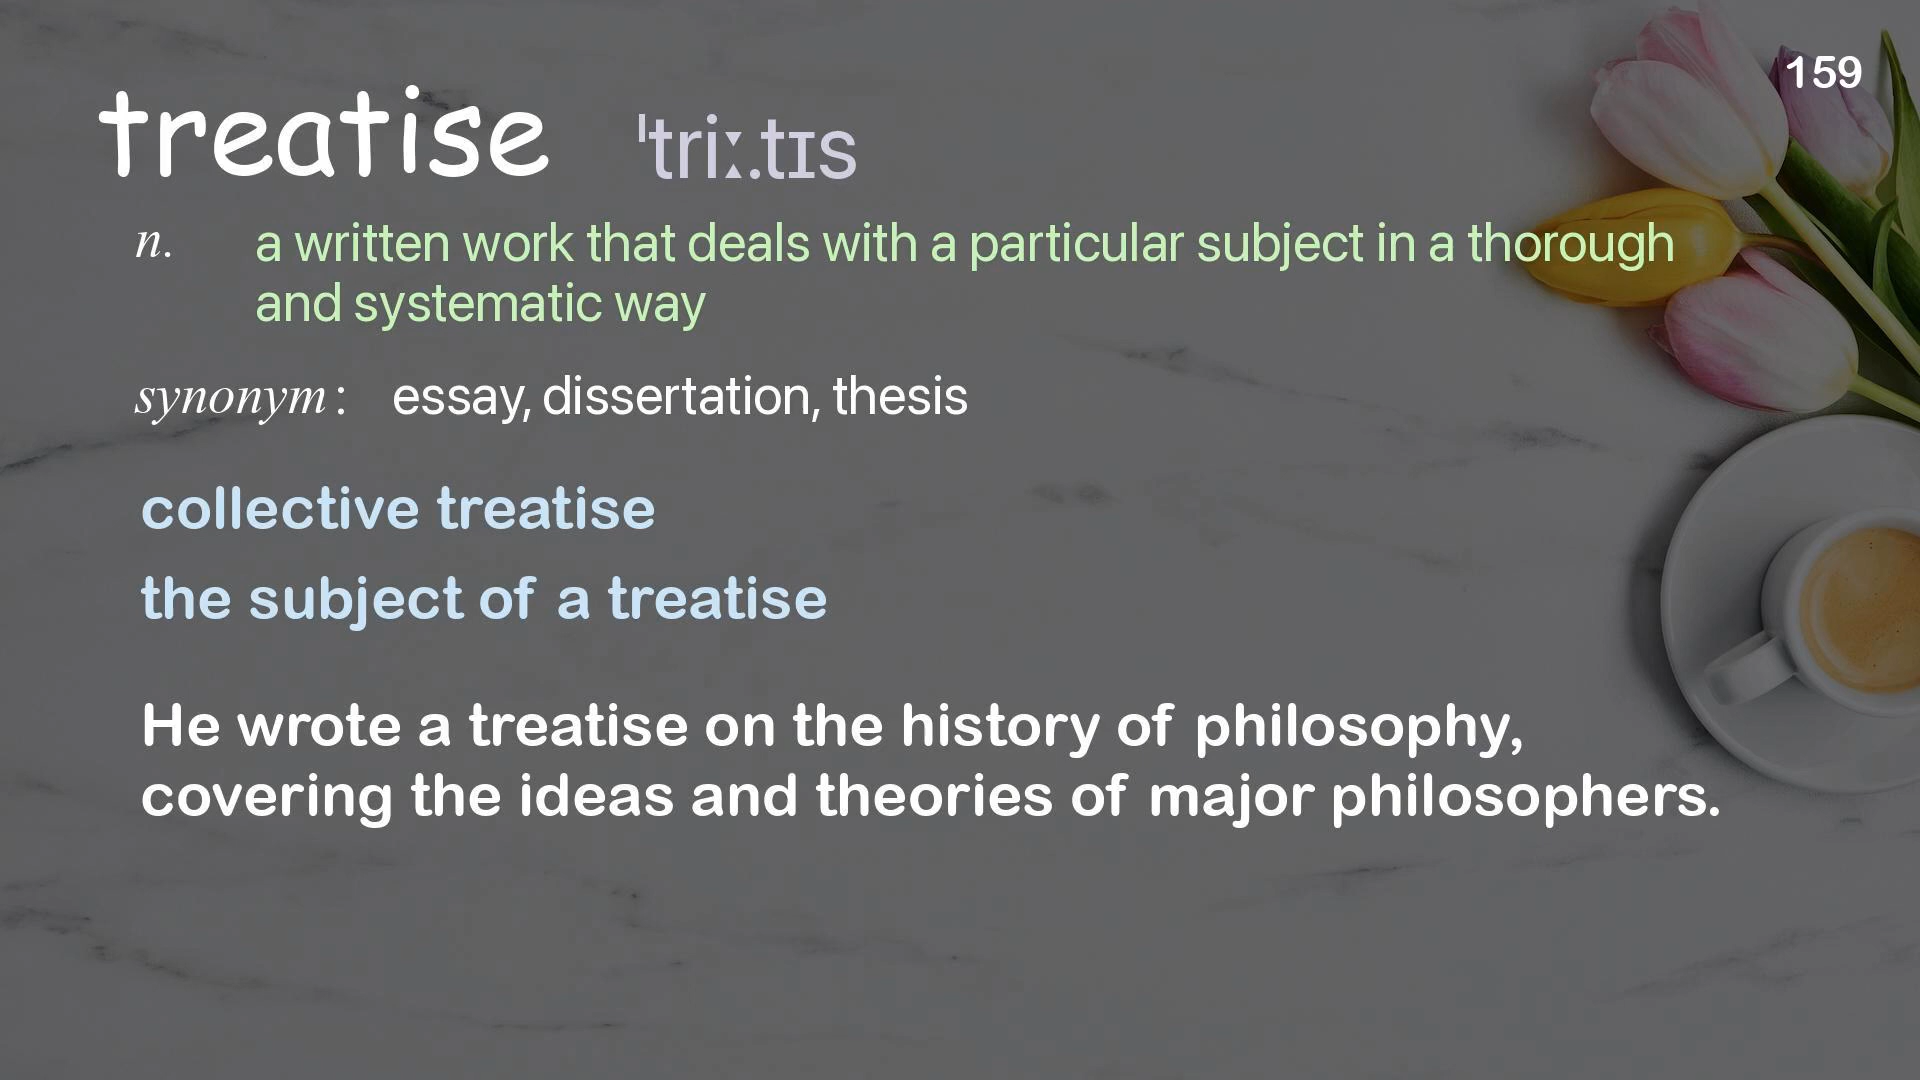 159
treatise ˈtriː.tɪs
n. a written work that deals with a particular subject in a thorough
and systematic way
synonym: essay, dissertation, thesis
collective treatise
the subject of a treatise
He wrote a treatise on the history of philosophy,
covering the ideas and theories of major philosophers.